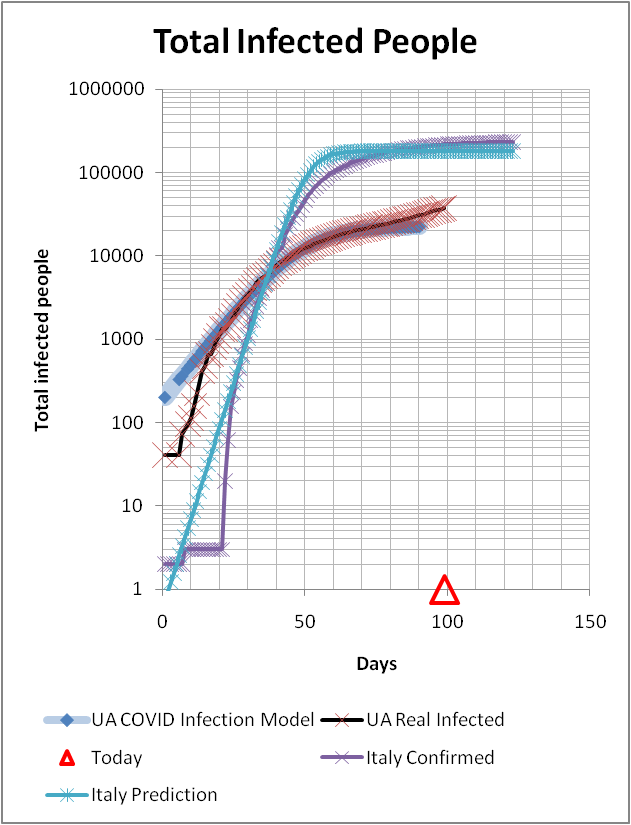 Total Infected People
Total infected people
1000000
100000
10000
1000
100
10
1
0 50 100 150
Days
UA COVID Infection Model
UA Real Infected
Today
Italy Confirmed
Italy Prediction